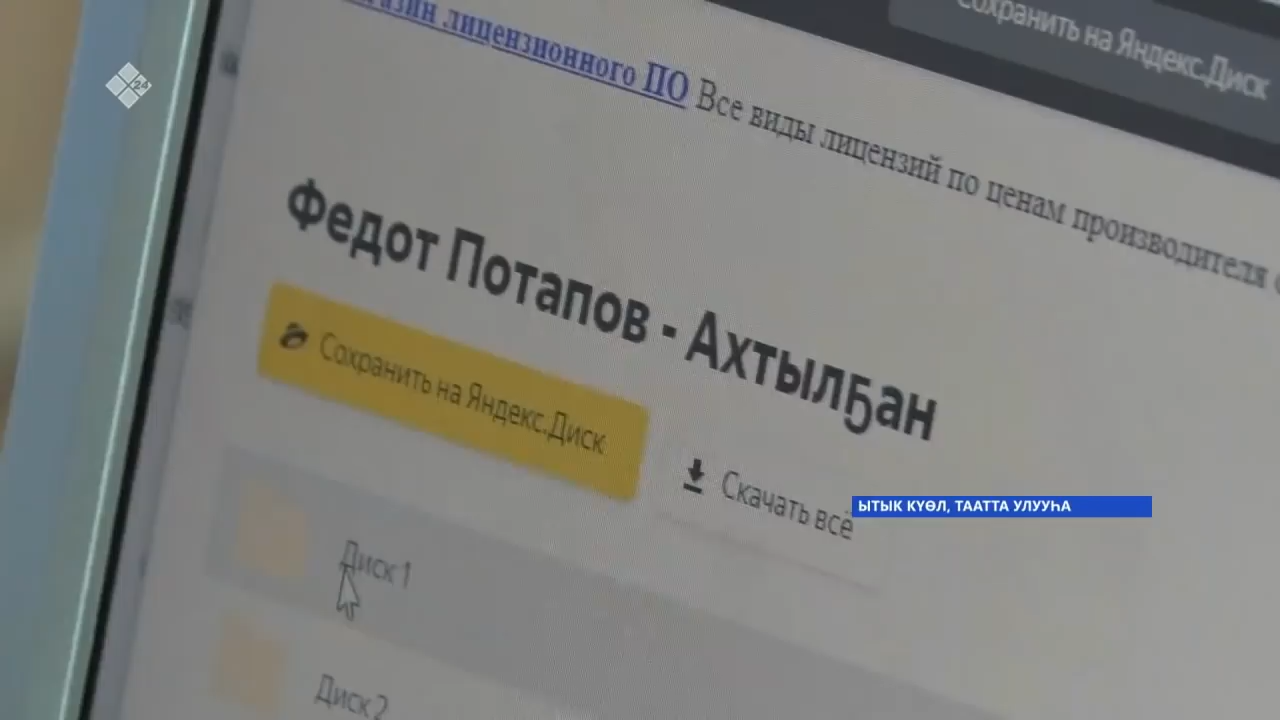 Сохранить на Яндекс.Диск
лицензионного ПО Все виды лицензий по ценам производителя
24
Федот Потапов - Ахтылҕан
Сохранить на Яндекс.Диск
Скачать всё
ЫТЫК КҮӨЛ, ТААТТА УЛУУҺА
Диск 1
Диск 2